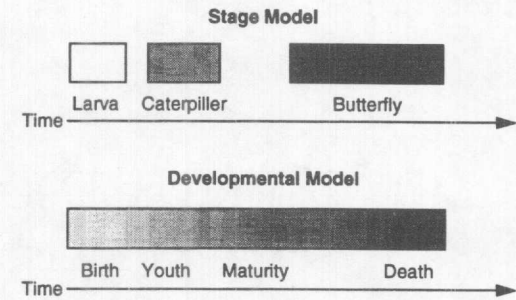 Stage Model
Larva Caterpiller Butterfly
Time
Developmental Model
Birth Youth Maturity Death
Time